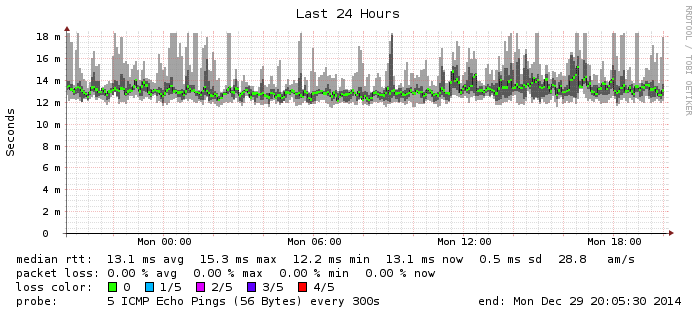 Last 24 Hours
RRDTOOL / TOBI OETIKER
Seconds
18 m
16 m
14 m
12 m
10 m
8 m
6 m
4 m
2 m
0
Mon 00:00 Mon 06:00 Mon 12:00 Mon 18:00
median rtt: 13.1 ms avg 15.3 ms max 12.2 ms min 13.1 ms now 0.5 ms sd 28.8 am/s
packet loss: 0.00 % avg 0.00 % max 0.00 % min 0.00 % now
loss color: 0 1/5 2/5 3/5 4/5
probe: 5 ICMP Echo Pings (56 Bytes) every 300s end: Mon Dec 29 20:05:30 2014